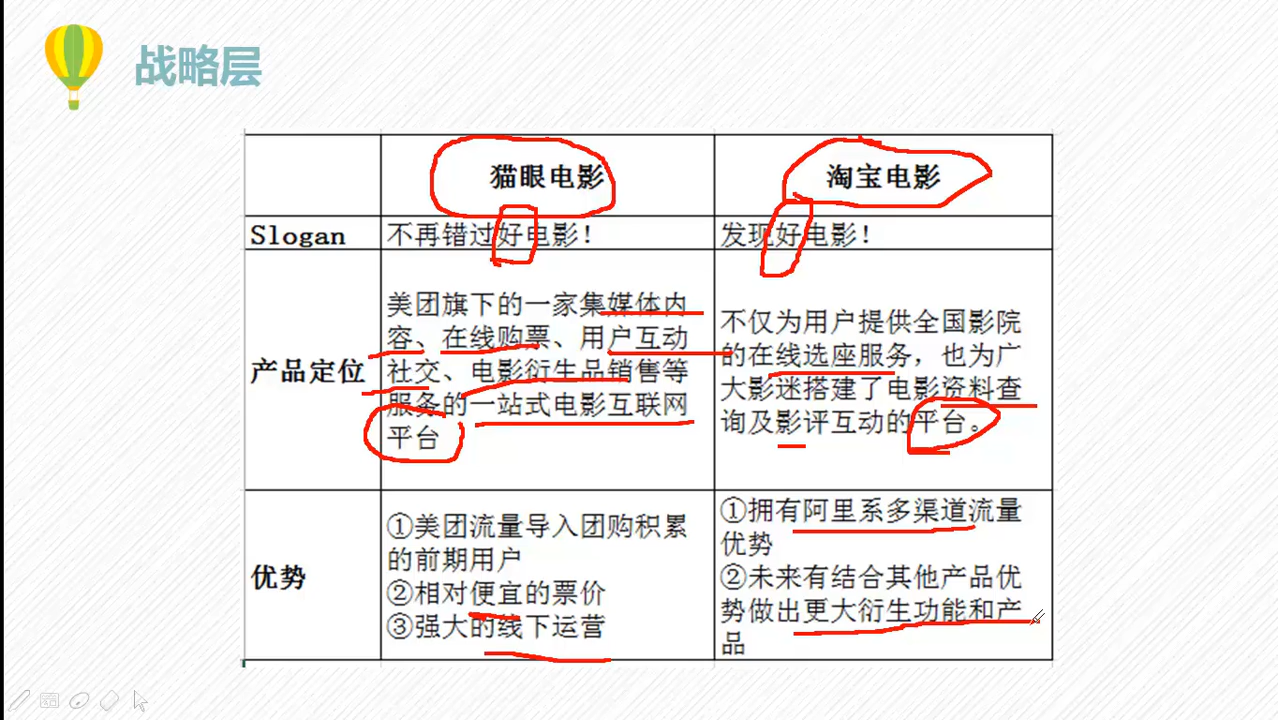 战略层
猫眼电影
淘宝电影
Slogan
不再错过好电影!
发现好电影!
产品定位
美团旗下的一家集媒体内
容、在线购票、用户互动
社交、电影衍生品销售等
服务的一站式电影互联网
平台
不仅为用户提供全国影院
的在线选座服务，也为广
大影迷搭建了电影资料查
询及影评互动的平台。
优势
①美团流量导入团购积累
的前期用户
②相对便宜的票价
③强大的线下运营
①拥有阿里系多渠道流量
优势
②未来有结合其他产品优
势做出更大衍生功能和产
品